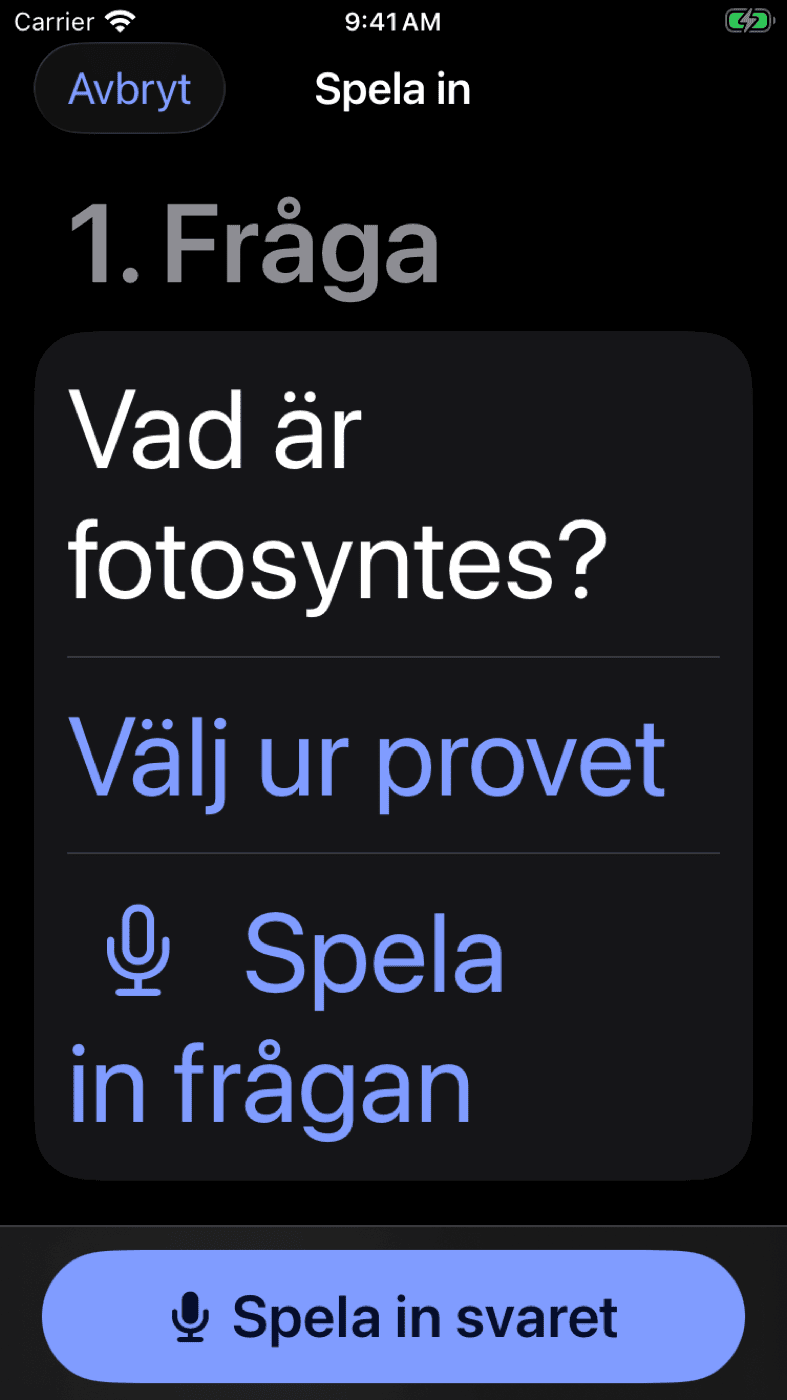 Carrier 9:41 AM
Avbryt Spela in
1. Fråga
Vad är
fotosyntes?
Välj ur provet
Spela
in frågan
Spela in svaret